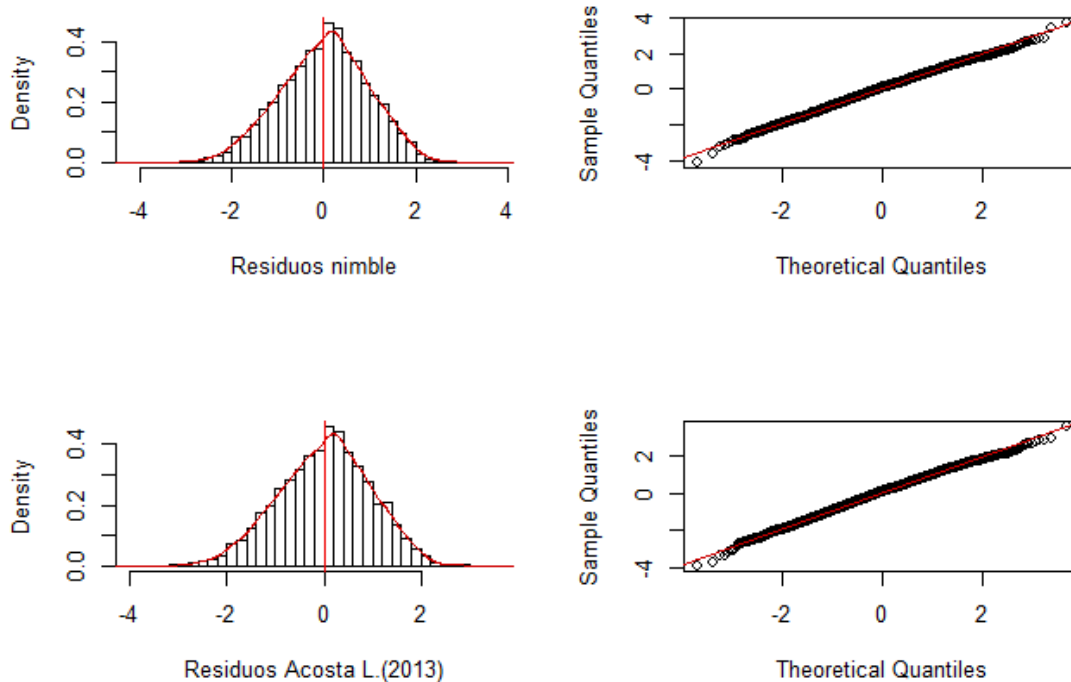 Density
0.0 0.2 0.4
-4 -2 0 2 4
Residuos nimble
Sample Quantiles
-4 0 2 4
-2 0 2
Theoretical Quantiles
Density
0.0 0.2 0.4
-4 -2 0 2
Residuos Acosta L.(2013)
Sample Quantiles
-4 0 2
-2 0 2
Theoretical Quantiles